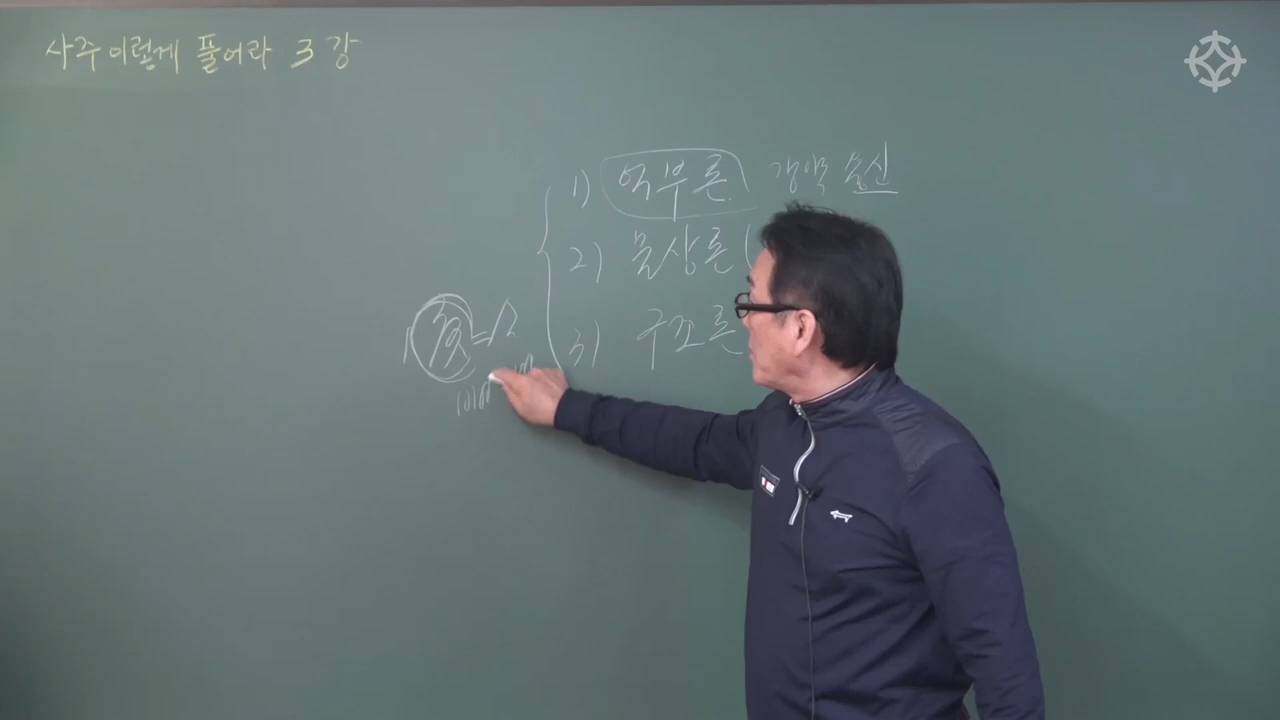 사주 이렇게 풀어라 3강
1) 억부론 강약 용신
2) 물상론 (
3) 구조론